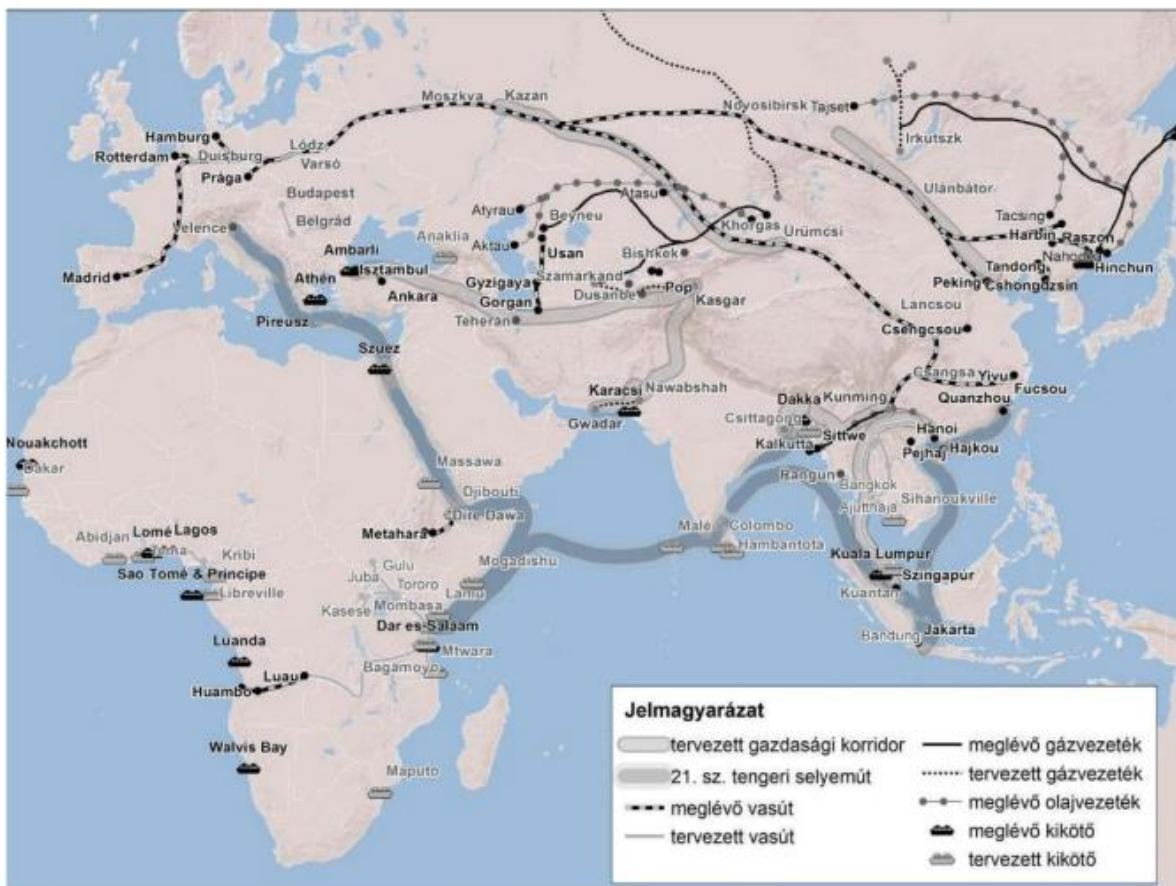 Moszkva
Kazan
Novosibirsk
Tajset
Irkutszk
Hamburg
Rotterdam
Duisburg
Lódz
Varsó
Prága
Budapest
Belgrád
Velence
Madrid
Ulánbátor
Atasu
Atyrau
Beyneu
Aktau
Usan
Khorgas
Ürümcsi
Bishkek
Anaklia
Ambarli
Isztambul
Athén
Ankara
Pireusz
Szamarkand
Gyzigaya
Gorgan
Dusanbe
Pop
Kasgar
Teherán
Tacsing
Harbin
Raszon
Hinchun
Tandong
Peking
Cshongdzsin
Lancsou
Csengcsou
Szuez
Csangsa
Yivu
Fucsou
Karacsi
Nawabshah
Gwadar
Dakka
Kunming
Quanzhou
Csittagong
Kalkutta
Sittwe
Hanoi
Pejhaj
Hajkou
Nouakchott
Dakar
Massawa
Djibouti
Dire Dawa
Metahara
Rangun
Bangkok
Ajutthaja
Sihanoukville
Abidjan
Lomé
Lagos
Kribi
Sao Tomé & Principe
Libreville
Gulu
Juba
Tororo
Kasese
Mombasa
Lamu
Mogadishu
Malé
Colombo
Hambantota
Kuala Lumpur
Szingapúr
Kuantan
Dar es-Salaam
Mtwara
Bagamoyo
Bandung
Jakarta
Luanda
Luau
Huambo
Walvis Bay
Maputo
Jelmagyarázat
tervezett gazdasági korridor
21. sz. tengeri selyemút
meglévő vasút
tervezett vasút
meglévő gázvezeték
tervezett gázvezeték
meglévő olajvezeték
meglévő kikötő
tervezett kikötő